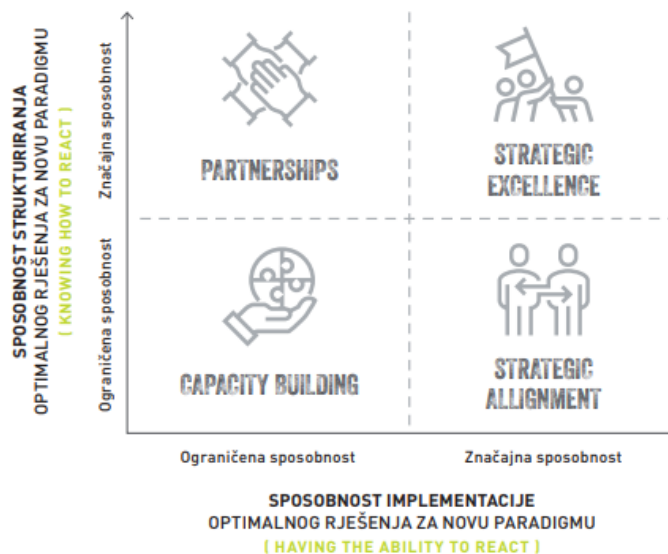 SPOSOBNOST STRUKTURIRANJA
OPTIMALNOG RJEŠENJA ZA NOVU PARADIGMU
( KNOWING HOW TO REACT )
Značajna sposobnost
Ograničena sposobnost
PARTNERSHIPS
STRATEGIC
EXCELLENCE
CAPACITY BUILDING
STRATEGIC
ALLIGNMENT
Ograničena sposobnost
Značajna sposobnost
SPOSOBNOST IMPLEMENTACIJE
OPTIMALNOG RJEŠENJA ZA NOVU PARADIGMU
( HAVING THE ABILITY TO REACT )